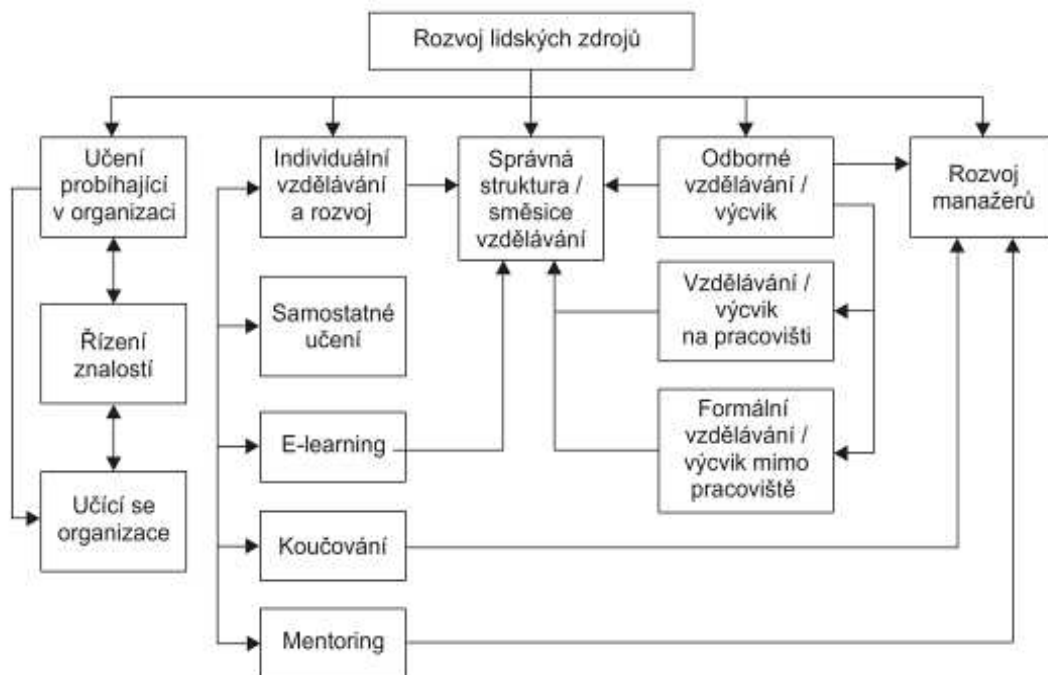 Rozvoj lidských zdrojů
Učení
probíhající
v organizaci
Individuální
vzdělávání
a rozvoj
Správná
struktura /
směsice
vzdělávání
Odborné
vzdělávání /
výcvik
Rozvoj
manažerů
Řízení
znalostí
Samostatné
učení
Vzdělávání /
výcvik
na pracovišti
Učící se
organizace
E-learning
Formální
vzdělávání /
výcvik mimo
pracoviště
Koučování
Mentoring